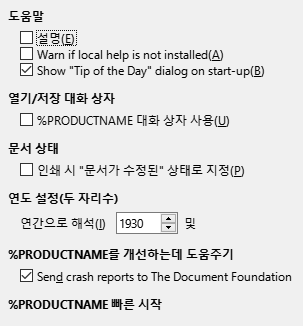 도움말
설명(E)
Warn if local help is not installed(A)
Show "Tip of the Day" dialog on start-up(B)
열기/저장 대화 상자
%PRODUCTNAME 대화 상자 사용(U)
문서 상태
인쇄 시 "문서가 수정된" 상태로 지정(P)
연도 설정(두 자리수)
연간으로 해석(I) 1930 및
%PRODUCTNAME를 개선하는데 도움주기
Send crash reports to The Document Foundation
%PRODUCTNAME 빠른 시작